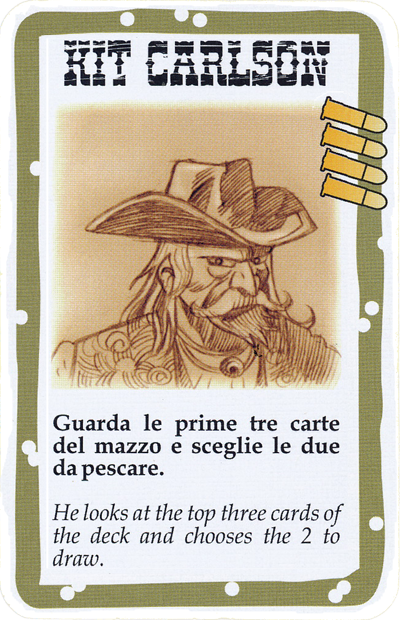 KIT CARLSON
Guarda le prime tre carte
del mazzo e sceglie le due
da pescare.
He looks at the top three cards of
the deck and chooses the 2 to
draw.